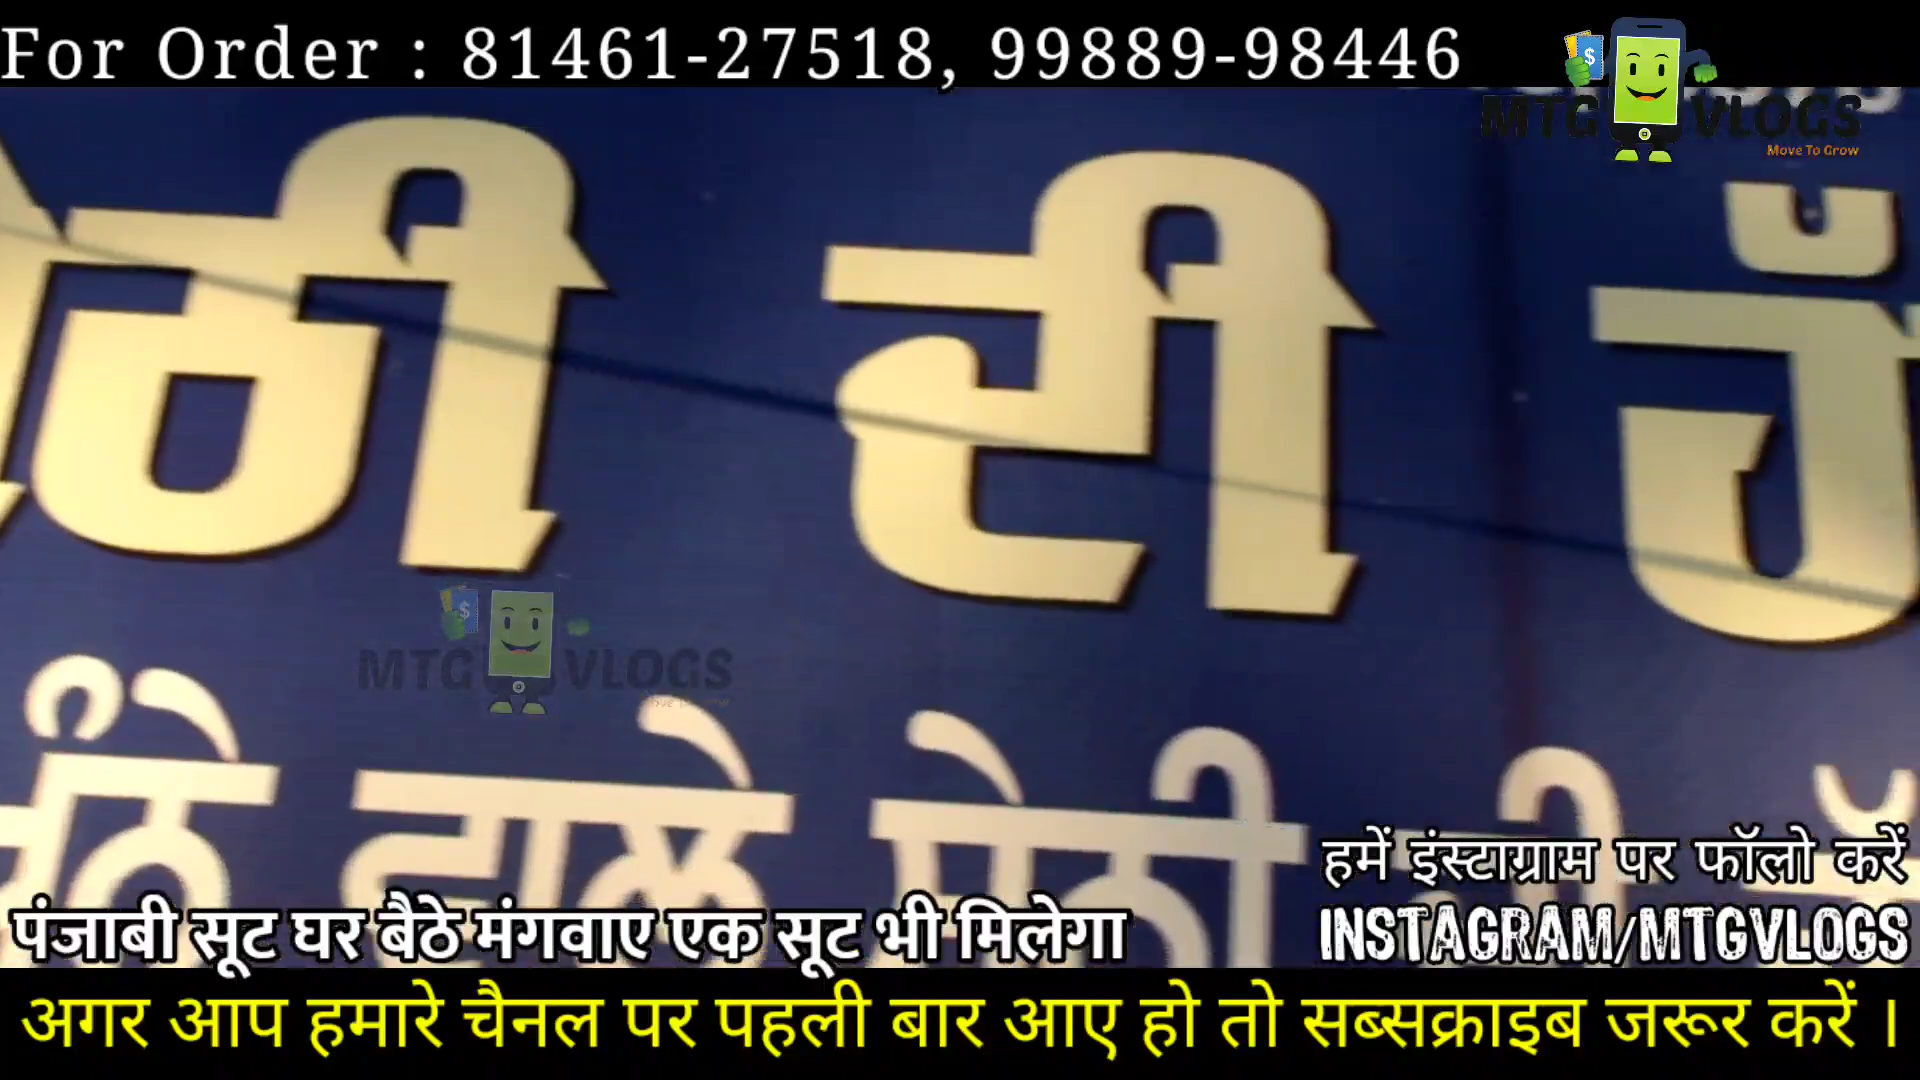 For Order : 81461-27518, 99889-98446
MTG VLOGS
Move To Grow
ਦੀ
MTG VLOGS
वाले सेठी दी
हमें इंस्टाग्राम पर फॉलो करें
पंजाबी सूट घर बैठे मंगवाए एक सूट भी मिलेगा
INSTAGRAM/MTGVLOGS
अगर आप हमारे चैनल पर पहली बार आए हो तो सब्सक्राइब जरूर करें ।